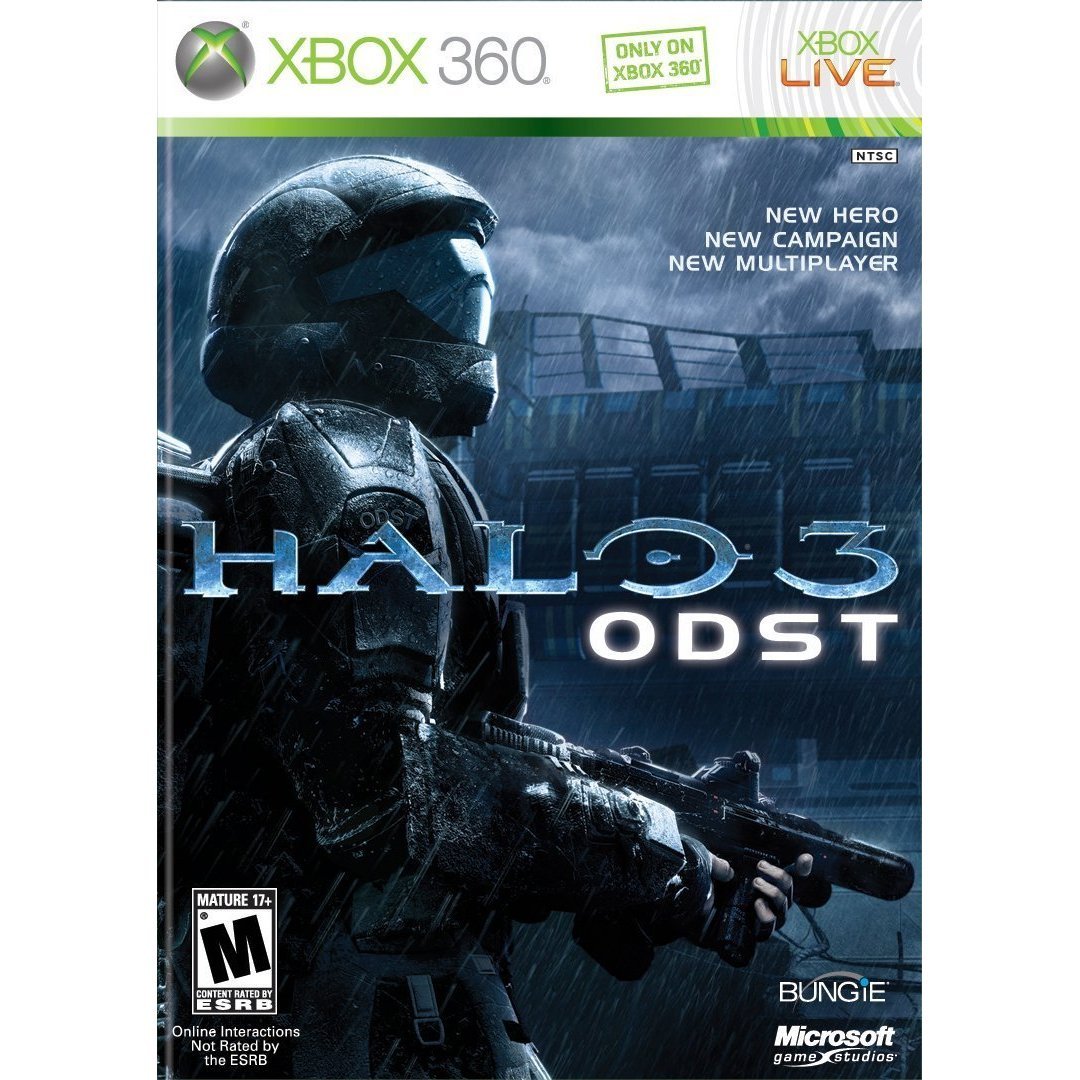 XBOX 360
ONLY ON
XBOX 360
XBOX
LIVE
NTSC
NEW HERO
NEW CAMPAIGN
NEW MULTIPLAYER
ODST
HALO 3
ODST
MATURE 17+
M
CONTENT RATED BY
ESRB
Online Interactions
Not Rated by
the ESRB
BUNGiE
Microsoft
game studios